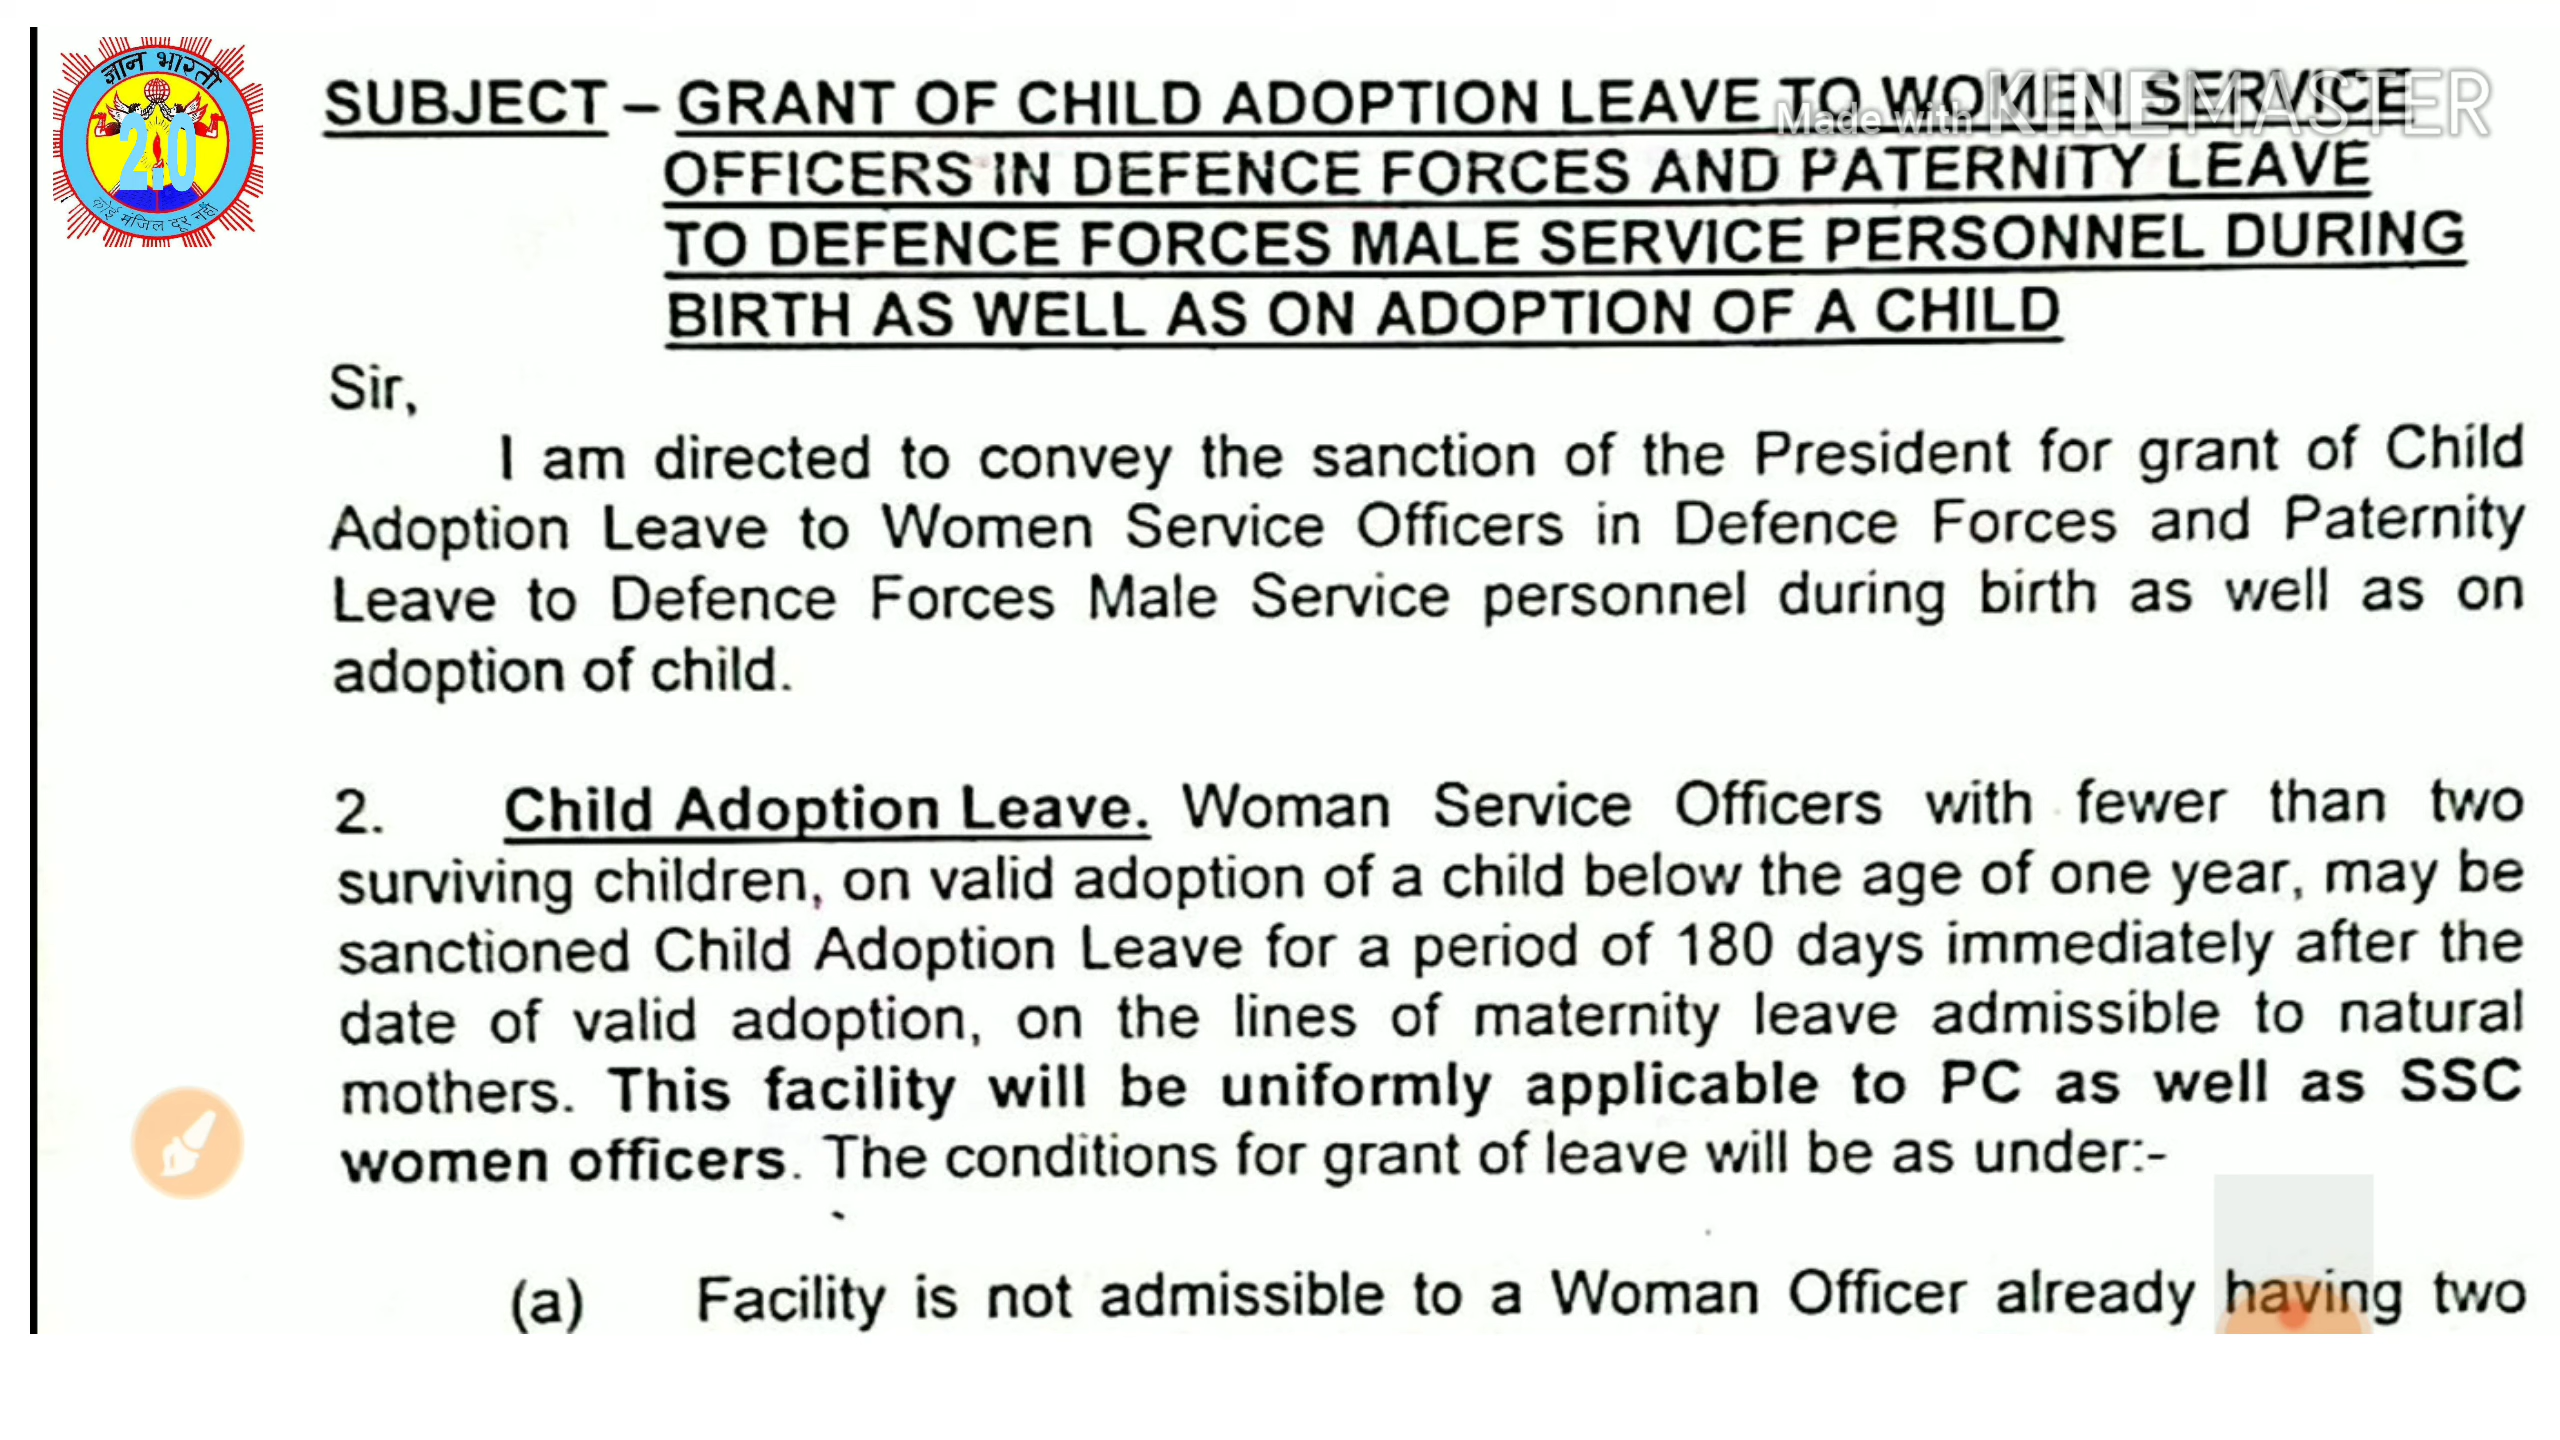 ज्ञान भारती
2.0
कोई मंजिल दूर नहीं
Made with KINEMASTER
SUBJECT – GRANT OF CHILD ADOPTION LEAVE TO WOMEN SERVICE
OFFICERS IN DEFENCE FORCES AND PATERNITY LEAVE
TO DEFENCE FORCES MALE SERVICE PERSONNEL DURING
BIRTH AS WELL AS ON ADOPTION OF A CHILD
Sir,
I am directed to convey the sanction of the President for grant of Child
Adoption Leave to Women Service Officers in Defence Forces and Paternity
Leave to Defence Forces Male Service personnel during birth as well as on
adoption of child.
2. Child Adoption Leave. Woman Service Officers with fewer than two
surviving children, on valid adoption of a child below the age of one year, may be
sanctioned Child Adoption Leave for a period of 180 days immediately after the
date of valid adoption, on the lines of maternity leave admissible to natural
mothers. This facility will be uniformly applicable to PC as well as SSC
women officers. The conditions for grant of leave will be as under:-
(a) Facility is not admissible to a Woman Officer already having two